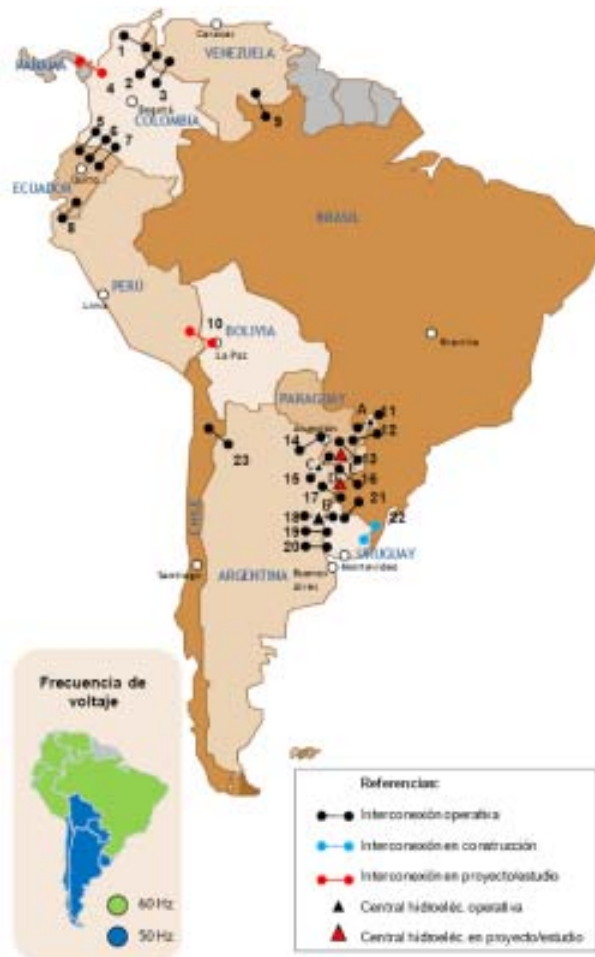 Caracas
1
VENEZUELA
PANAMÁ
4
2
3
Bogotá
COLOMBIA
9
5
6
7
Quito
ECUADOR
8
BRASIL
PERÚ
Lima
10
BOLIVIA
La Paz
Brasilia
PARAGUAY
A
11
Asunción
12
14
23
C
13
15
16
17
21
CHILE
18
22
19
20
URUGUAY
Montevideo
Santiago
ARGENTINA
Buenos
Aires
Frecuencia de
voltaje
60 Hz
50 Hz
Referencias:
Interconexión operativa
Interconexión en construcción
Interconexión en proyecto/estudio
Central hidroeléc. operativa
Central hidroeléc. en proyecto/estudio